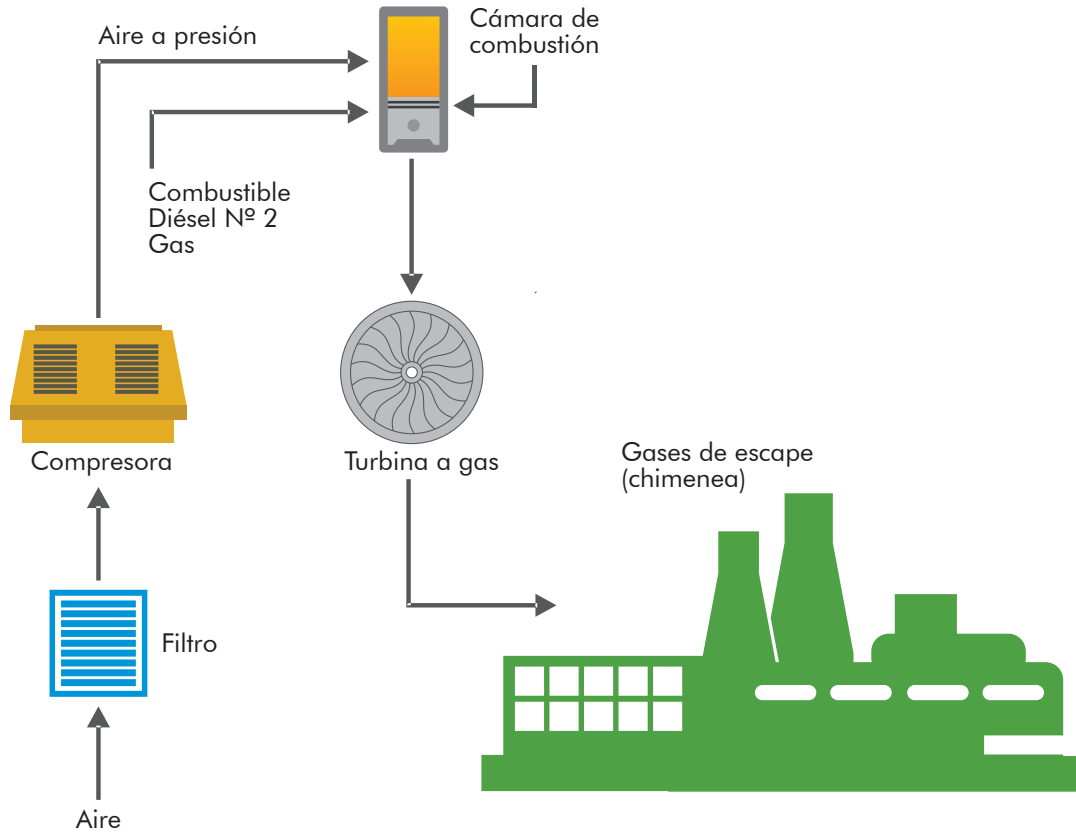 Aire a presión
Cámara de
combustión
Combustible
Diésel Nº 2
Gas
Compresora
Turbina a gas
Gases de escape
(chimenea)
Filtro
Aire